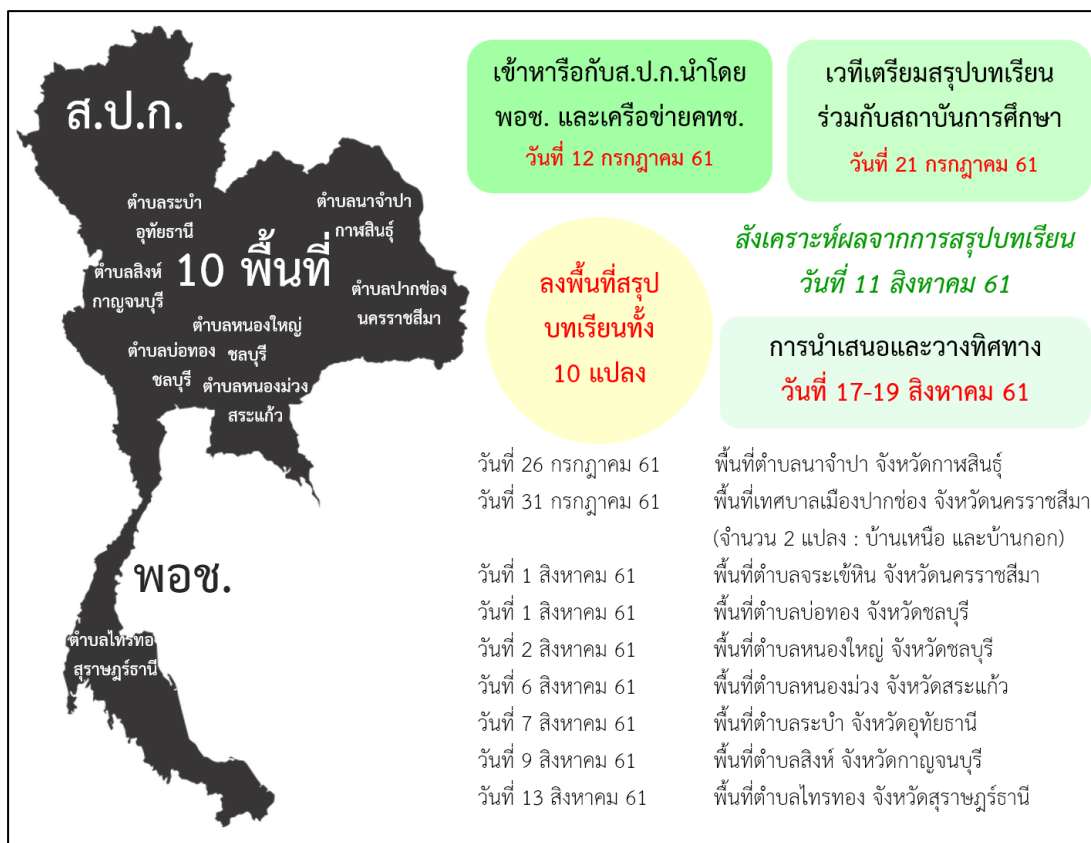 ส.ป.ก.
ตำบลระบำ
อุทัยธานี
ตำบลนาจำปา
กาฬสินธุ์
10 พื้นที่
ตำบลสิงห์
กาญจนบุรี
ตำบลปากช่อง
นครราชสีมา
ตำบลหนองใหญ่
ชลบุรี
ตำบลบ่อทอง
ชลบุรี
ตำบลหนองม่วง
สระแก้ว
พอช.
ตำบลไทรทอ
สุราษฎร์ธานี
เข้าหารือกับส.ป.ก.นำโดย
พอช. และเครือข่ายคทช.
วันที่ 12 กรกฎาคม 61
เวทีเตรียมสรุปบทเรียน
ร่วมกับสถาบันการศึกษา
วันที่ 21 กรกฎาคม 61
ลงพื้นที่สรุป
บทเรียนทั้ง
10 แปลง
สังเคราะห์ผลจากการสรุปบทเรียน
วันที่ 11 สิงหาคม 61
การนำเสนอและวางทิศทาง
วันที่ 17-19 สิงหาคม 61
วันที่ 26 กรกฎาคม 61 พื้นที่ตำบลนาจำปา จังหวัดกาฬสินธุ์
วันที่ 31 กรกฎาคม 61 พื้นที่เทศบาลเมืองปากช่อง จังหวัดนครราชสีมา
(จำนวน 2 แปลง : บ้านเหนือ และบ้านกอก)
วันที่ 1 สิงหาคม 61 พื้นที่ตำบลจระเข้หิน จังหวัดนครราชสีมา
วันที่ 1 สิงหาคม 61 พื้นที่ตำบลบ่อทอง จังหวัดชลบุรี
วันที่ 2 สิงหาคม 61 พื้นที่ตำบลหนองใหญ่ จังหวัดชลบุรี
วันที่ 6 สิงหาคม 61 พื้นที่ตำบลหนองม่วง จังหวัดสระแก้ว
วันที่ 7 สิงหาคม 61 พื้นที่ตำบลระบำ จังหวัดอุทัยธานี
วันที่ 9 สิงหาคม 61 พื้นที่ตำบลสิงห์ จังหวัดกาญจนบุรี
วันที่ 13 สิงหาคม 61 พื้นที่ตำบลไทรทอง จังหวัดสุราษฎร์ธานี